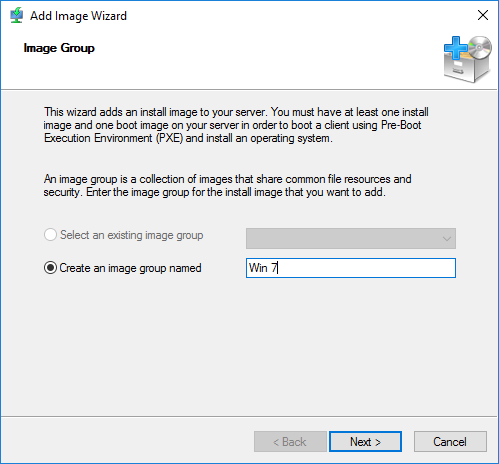 Add Image Wizard
Image Group
This wizard adds an install image to your server. You must have at least one install
image and one boot image on your server in order to boot a client using Pre-Boot
Execution Environment (PXE) and install an operating system.
An image group is a collection of images that share common file resources and
security. Enter the image group for the install image that you want to add.
Select an existing image group
Create an image group named
Win 7
< Back
Next >
Cancel